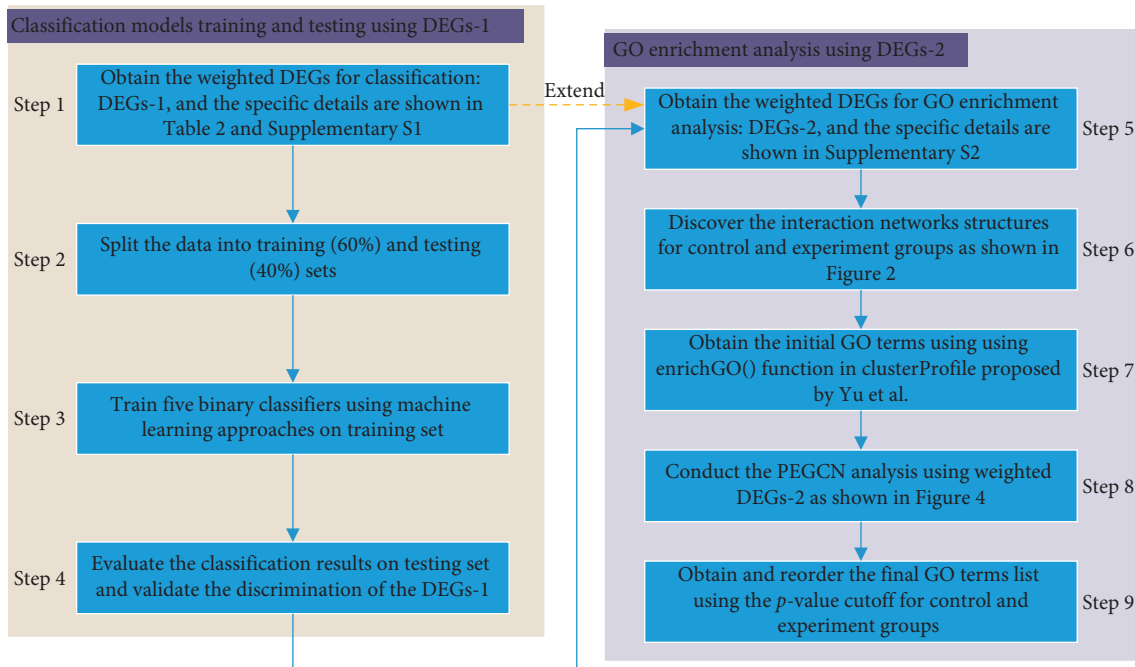 Classification models training and testing using DEGs-1
Step 1
Obtain the weighted DEGs for classification:
DEGs-1, and the specific details are shown in
Table 2 and Supplementary S1
Step 2
Split the data into training (60%) and testing
(40%) sets
Step 3
Train five binary classifiers using machine
learning approaches on training set
Step 4
Evaluate the classification results on testing set
and validate the discrimination of the DEGs-1
Extend
GO enrichment analysis using DEGs-2
Obtain the weighted DEGs for GO enrichment
analysis: DEGs-2, and the specific details are
shown in Supplementary S2
Step 5
Discover the interaction networks structures
for control and experiment groups as shown in
Figure 2
Step 6
Obtain the initial GO terms using using
enrichGO() function in clusterProfile proposed
by Yu et al.
Step 7
Conduct the PEGCN analysis using weighted
DEGs-2 as shown in Figure 4
Step 8
Obtain and reorder the final GO terms list
using the p-value cutoff for control and
experiment groups
Step 9